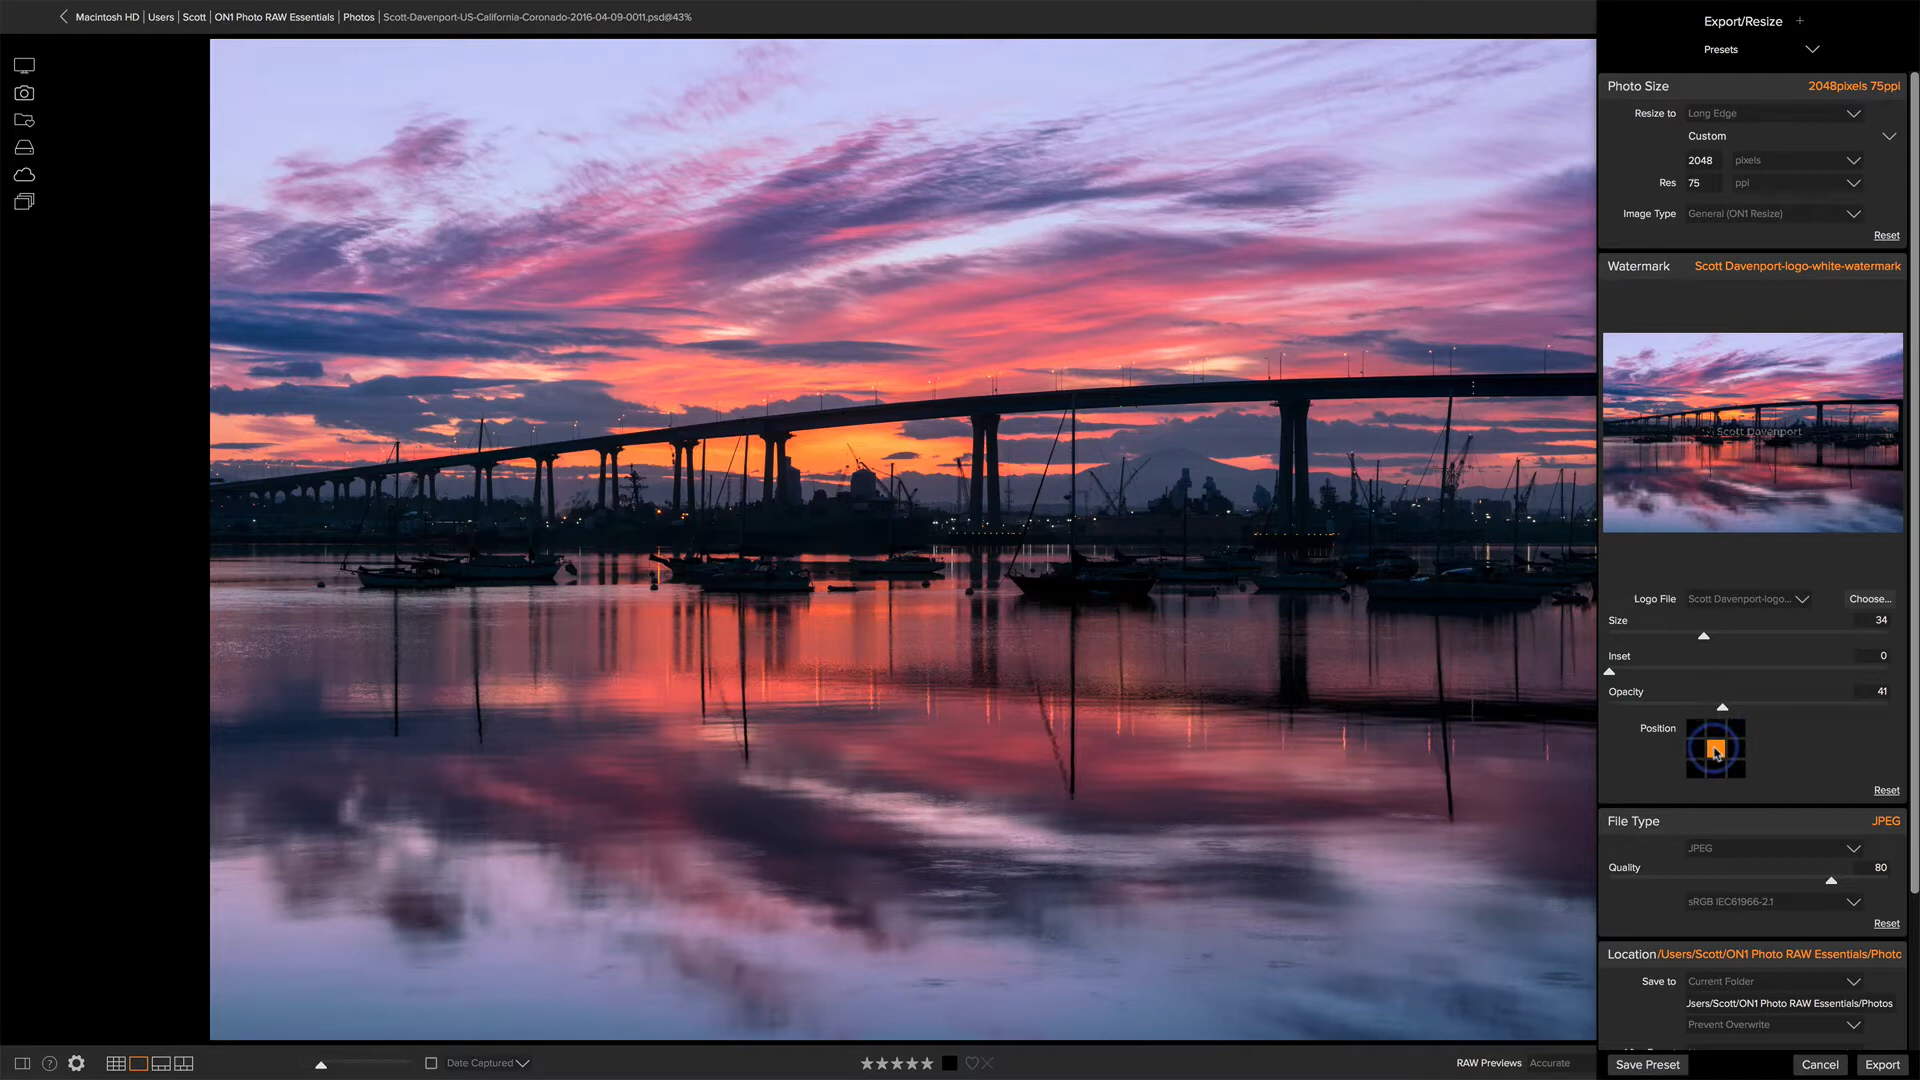 Macintosh HD | Users | Scott | ON1 Photo RAW Essentials | Photos | Scott-Davenport-US-California-Coronado-2016-04-09-0011.psd@43%
Export/Resize +
Presets
Photo Size 2048pixels 75ppi
Resize to Long Edge
Custom
2048 pixels
Res 75 ppi
Image Type General (ON1 Resize)
Reset
Watermark Scott Davenport-logo-white-watermark
Scott Davenport
Logo File Scott Davenport-logo... Choose...
Size 34
Inset 0
Opacity 41
Position
Reset
File Type JPEG
JPEG
Quality 80
sRGB IEC61966-2.1
Reset
Location /Users/Scott/ON1 Photo RAW Essentials/Photo
Save to Current Folder
Users/Scott/ON1 Photo RAW Essentials/Photos
Prevent Overwrite
? Date Captured RAW Previews Accurate Save Preset Cancel Export